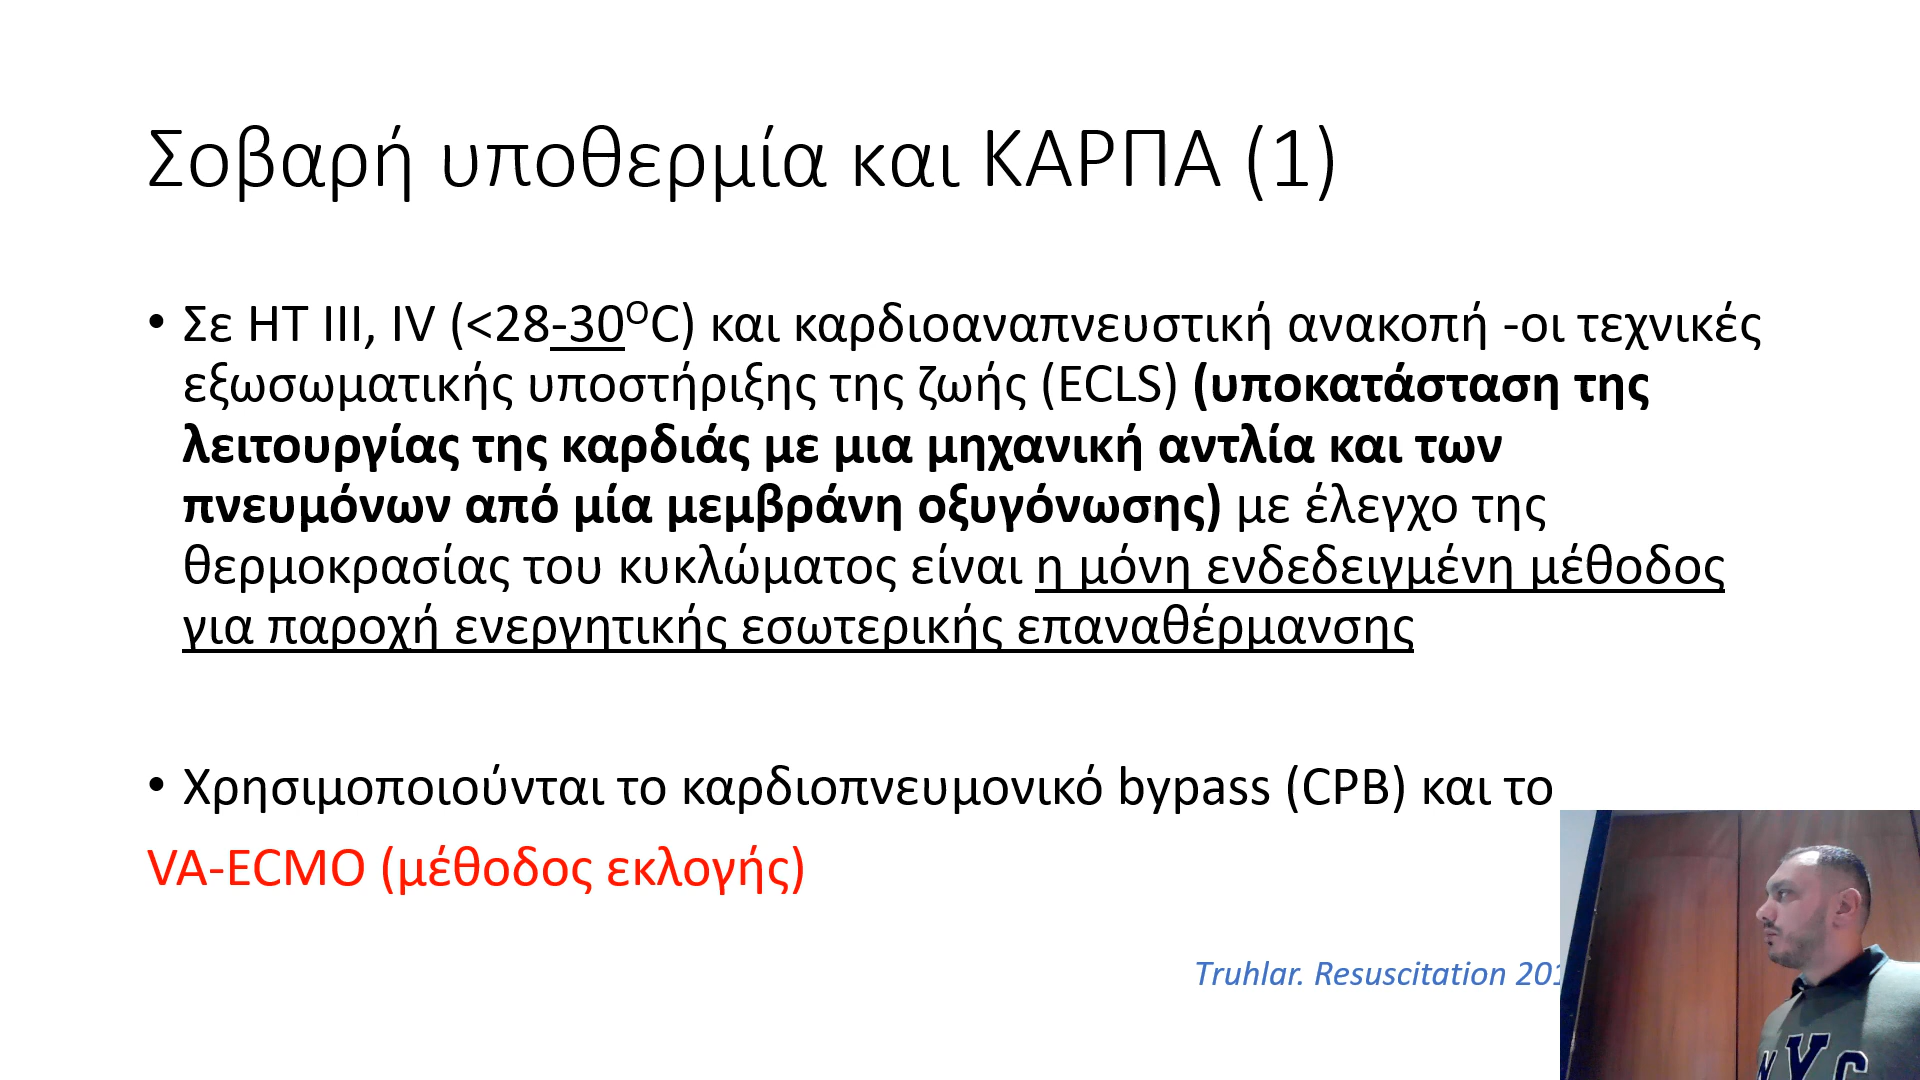 Σοβαρή υποθερμία και ΚΑΡΠΑ (1)
• Σε HT III, IV (<28-30ᴼC) και καρδιοαναπνευστική ανακοπή -οι τεχνικές
εξωσωματικής υποστήριξης της ζωής (ECLS) (υποκατάσταση της
λειτουργίας της καρδιάς με μια μηχανική αντλία και των
πνευμόνων από μία μεμβράνη οξυγόνωσης) με έλεγχο της
θερμοκρασίας του κυκλώματος είναι η μόνη ενδεδειγμένη μέθοδος
για παροχή ενεργητικής εσωτερικής επαναθέρμανσης
• Χρησιμοποιούνται το καρδιοπνευμονικό bypass (CPB) και το
VA-ECMO (μέθοδος εκλογής)
Truhlar. Resuscitation
NYC